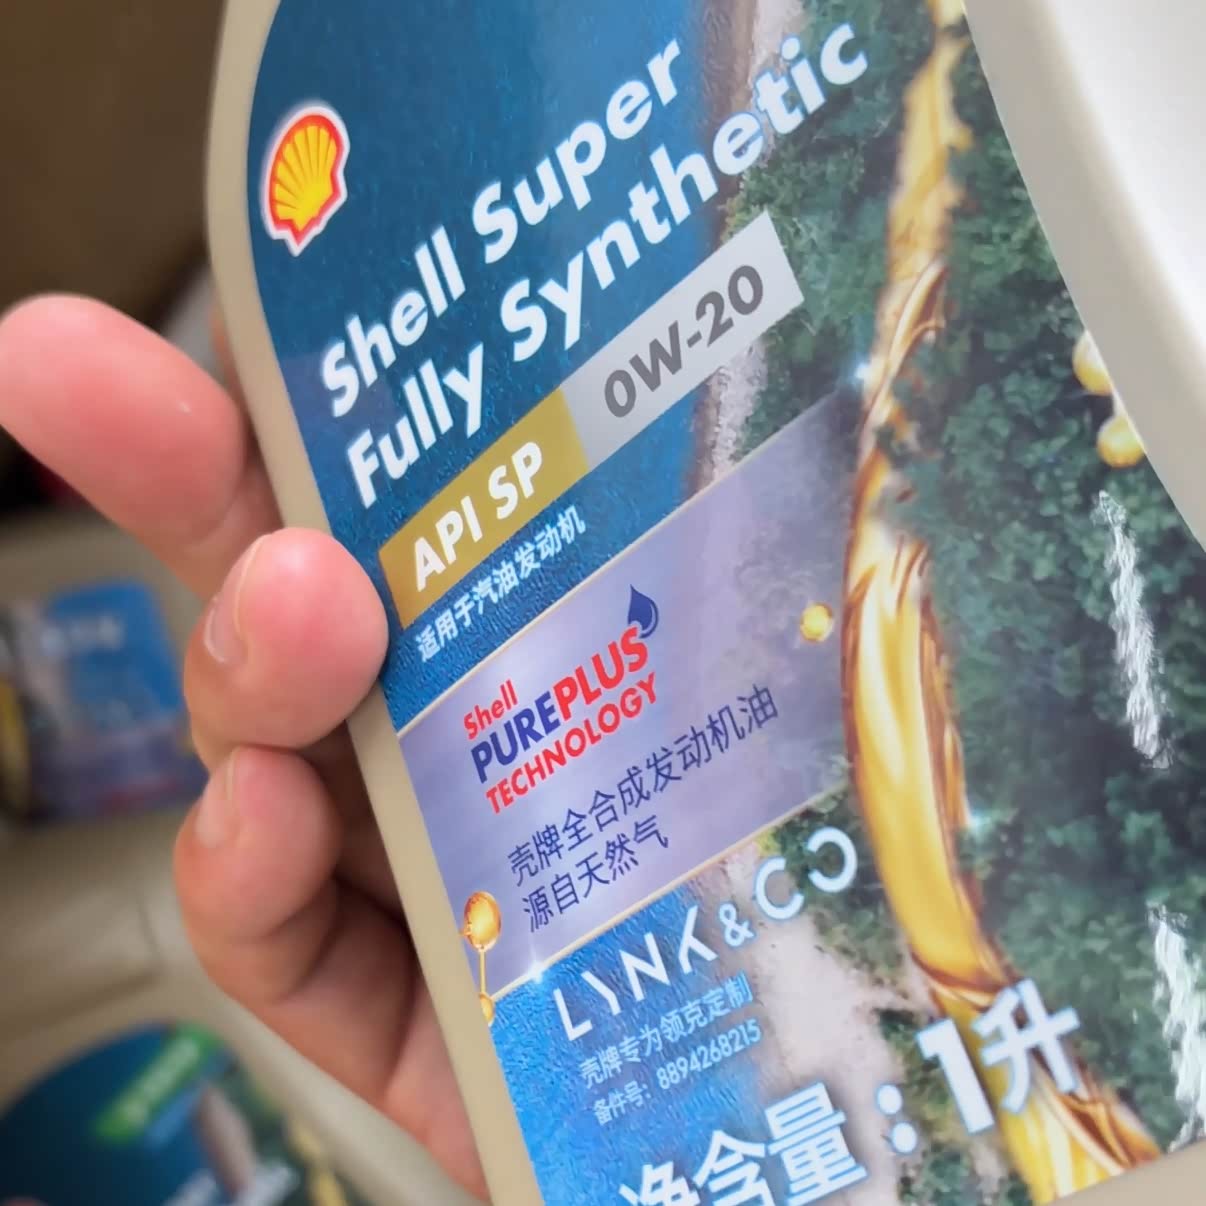 Shell Super
Fully Synthetic
API SP 0W-20
适用于汽油发动机
Shell
PUREPLUS
TECHNOLOGY
壳牌全合成发动机油
源自天然气
LYNK & CO
壳牌专为领克定制
备件号: 8894268215
净含量:1升